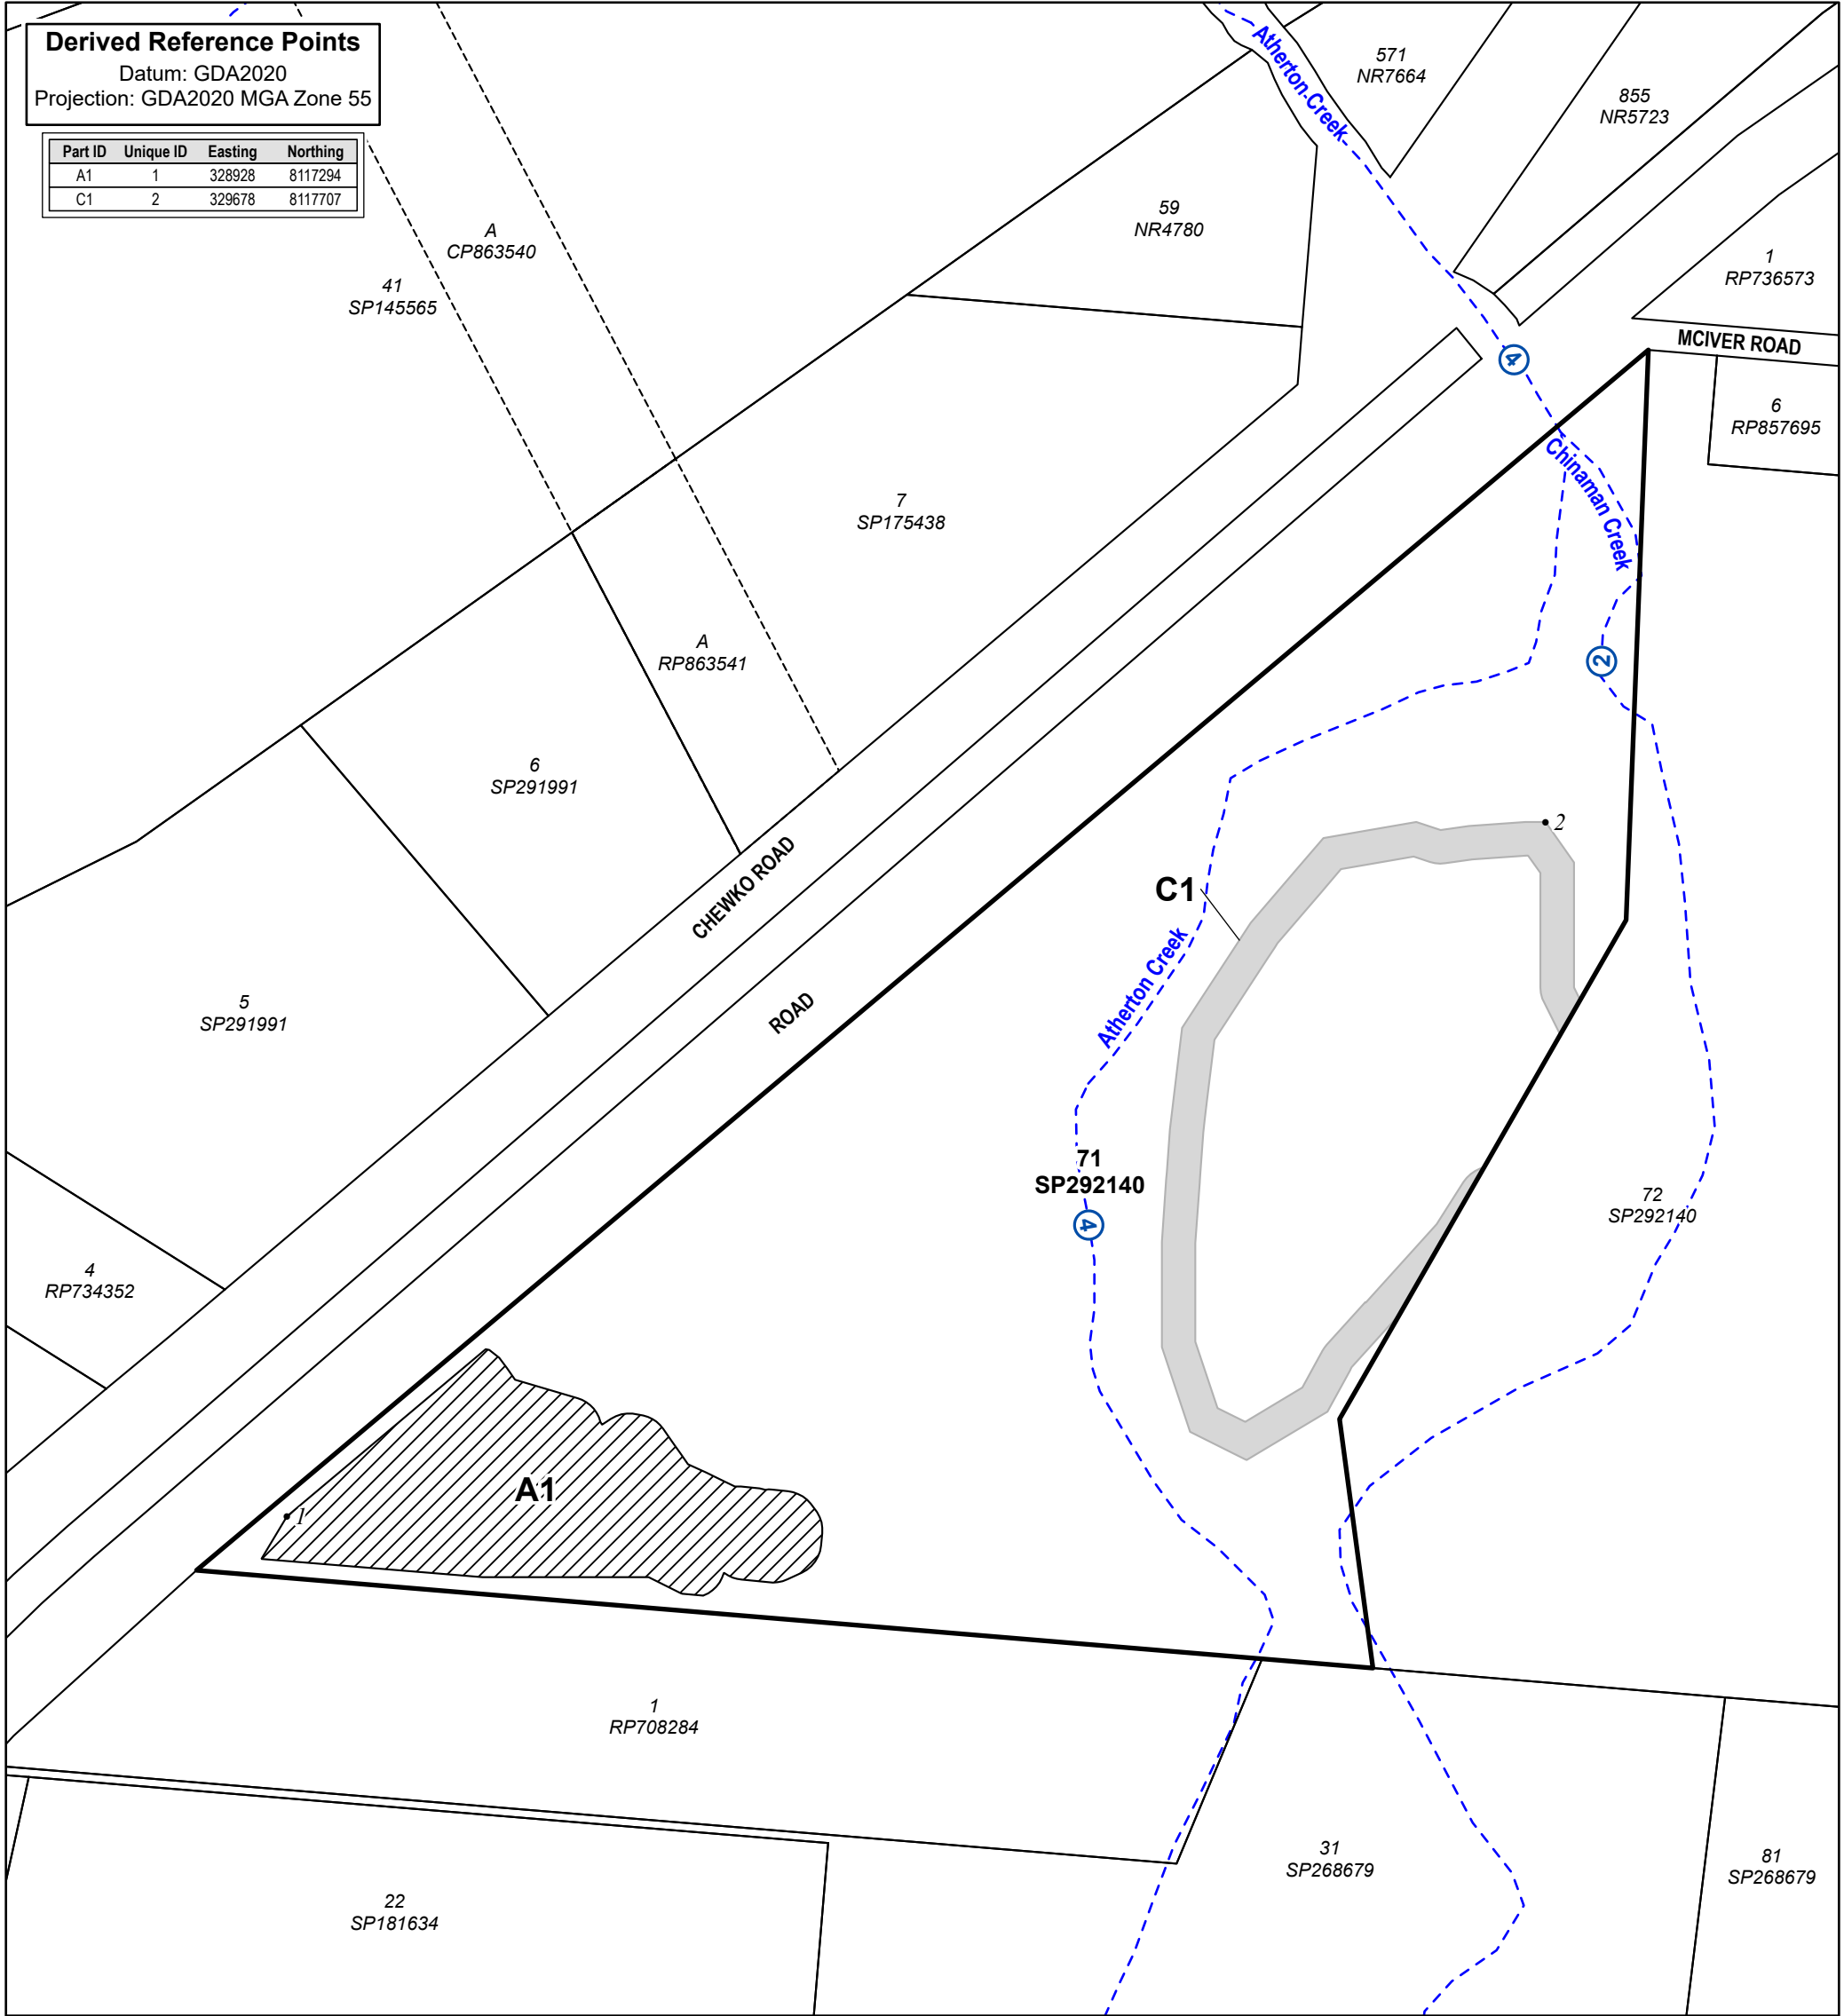 Derived Reference Points
Datum: GDA2020
Projection: GDA2020 MGA Zone 55
Part ID Unique ID Easting Northing
A1 1 328928 8117294
C1 2 329678 8117707
Atherton Creek
571
NR7664
855
NR5723
59
NR4780
A
CP863540
41
SP145565
1
RP736573
MCIVER ROAD
4
6
RP857695
Chinaman Creek
7
SP175438
A
RP863541
2
6
SP291991
2
CHEWKO ROAD
C1
Atherton Creek
5
SP291991
ROAD
71
SP292140
4
72
SP292140
4
RP734352
A1
1
1
RP708284
31
SP268679
81
SP268679
22
SP181634